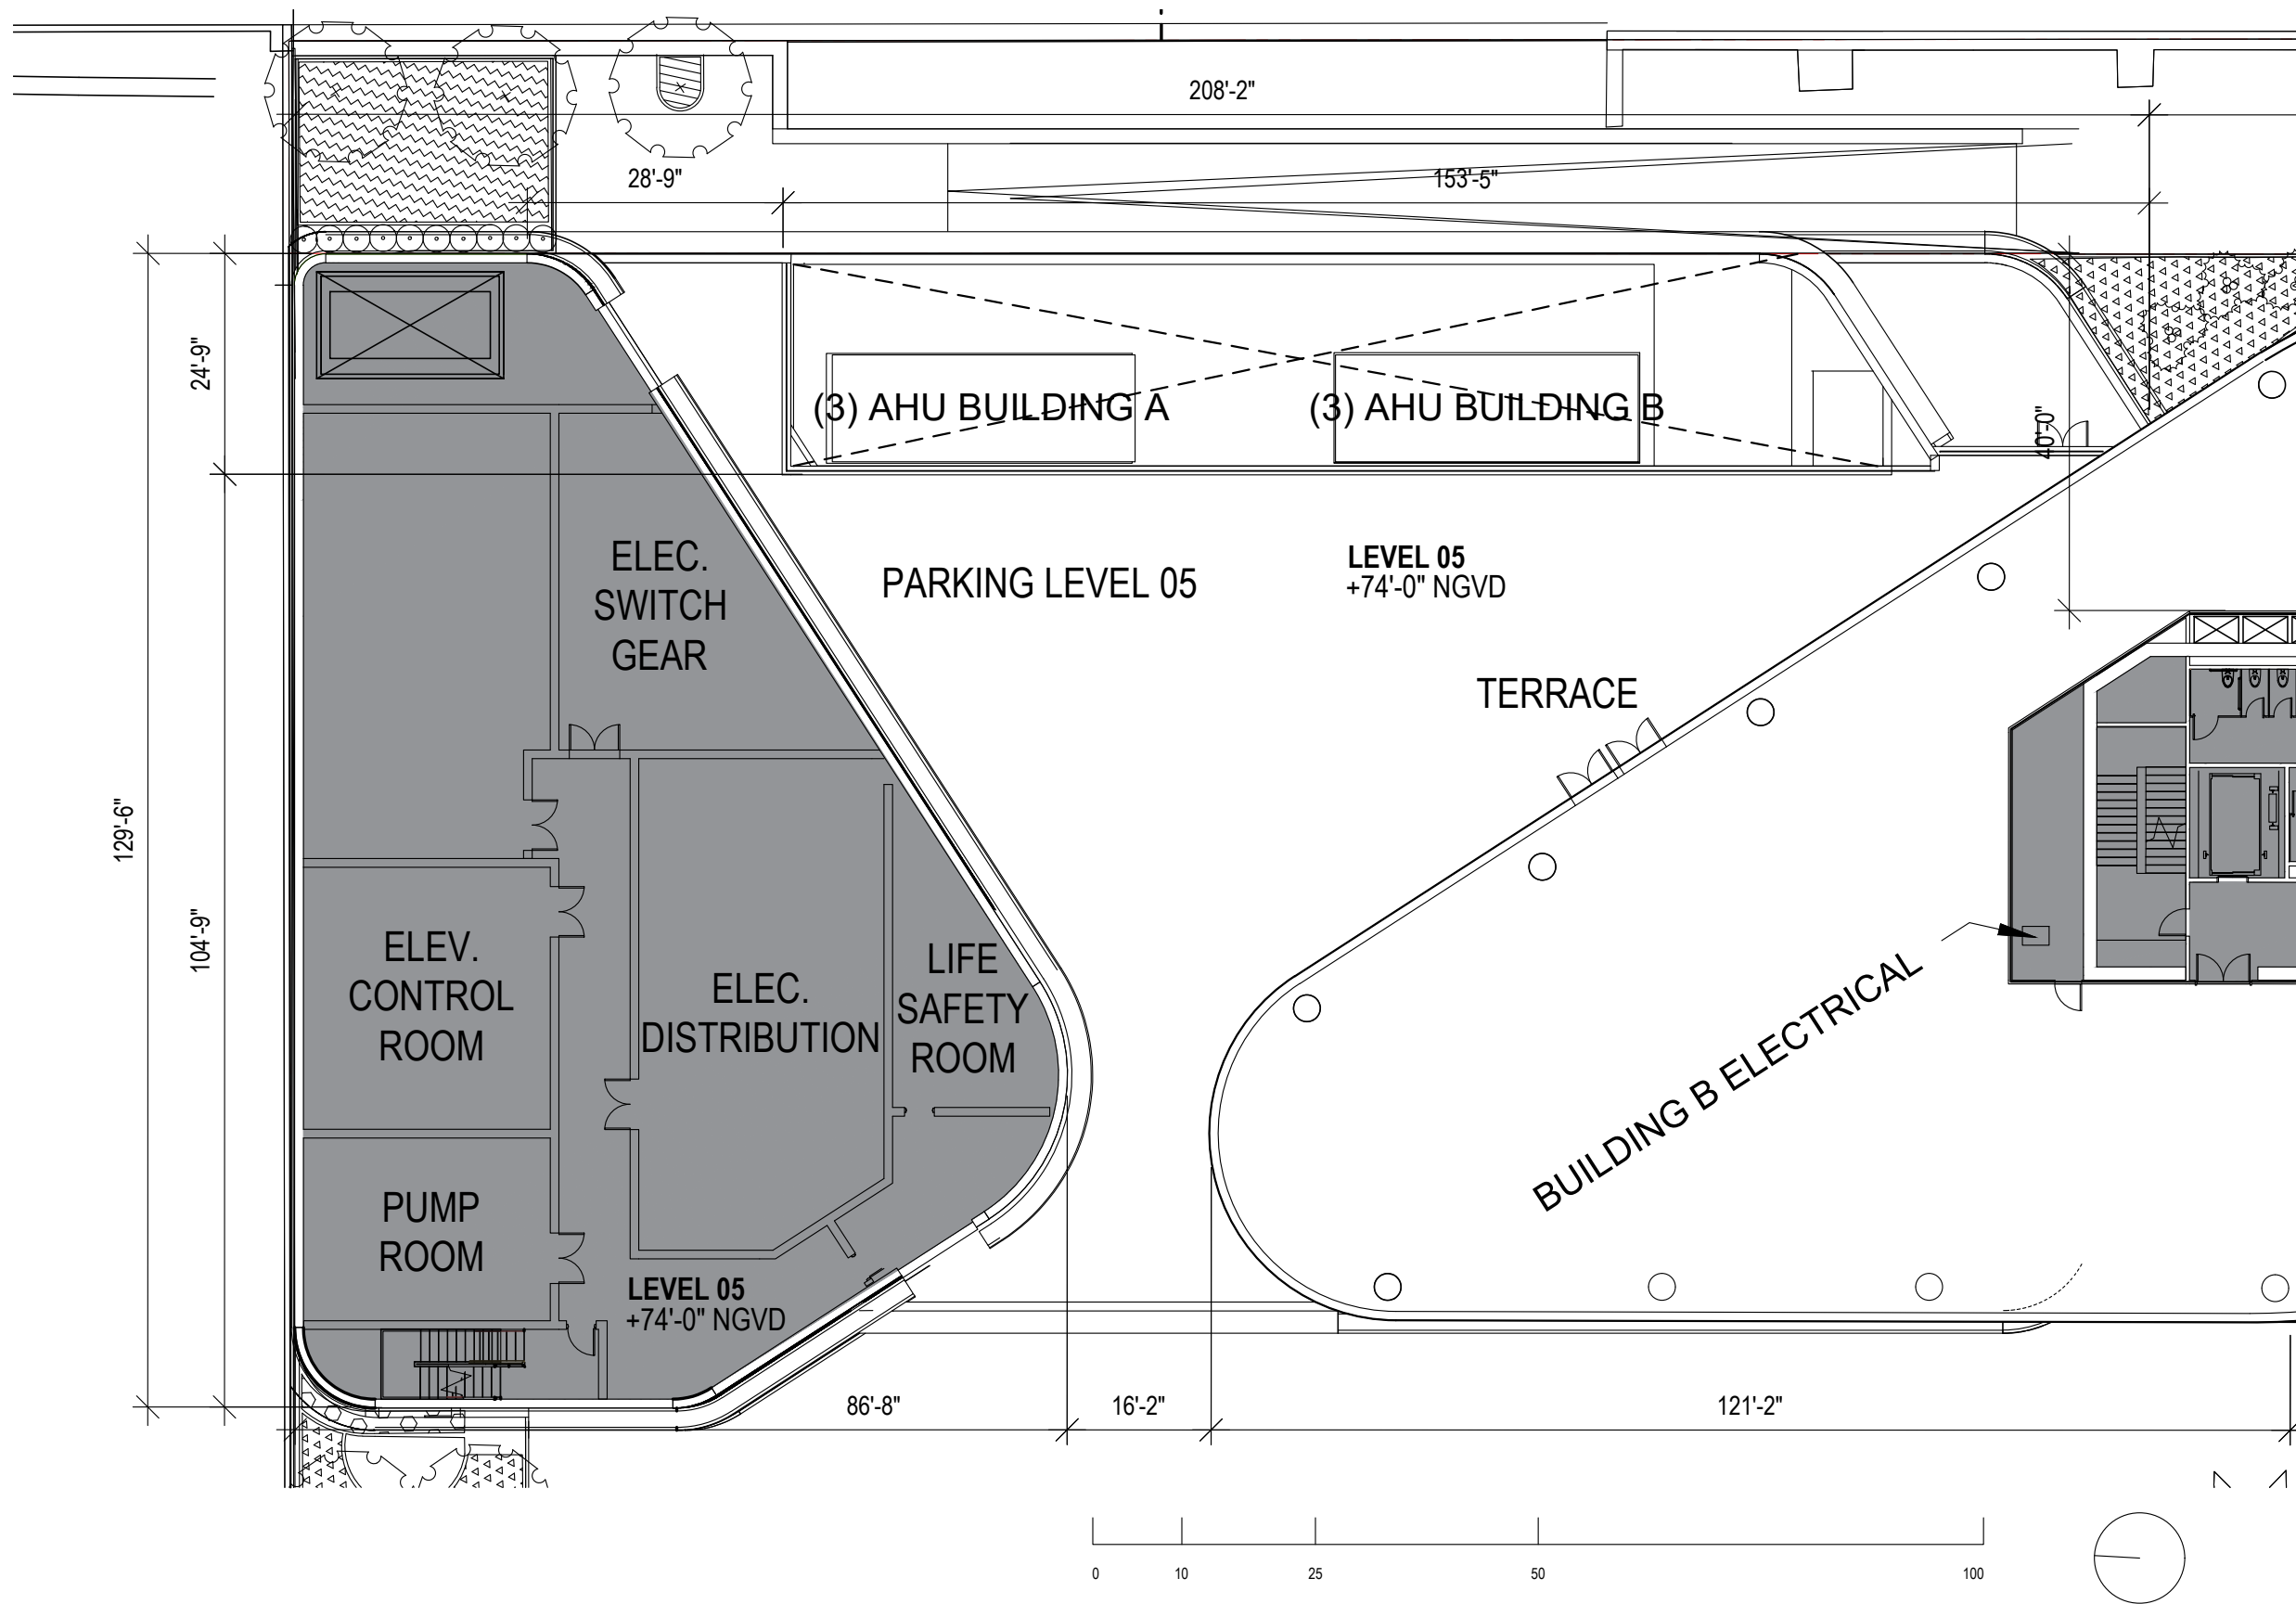 208'-2"
28'-9"
153'-5"
24'-9"
(3) AHU BUILDING A
(3) AHU BUILDING B
40'-0"
ELEC.
SWITCH
GEAR
PARKING LEVEL 05
LEVEL 05
+74'-0" NGVD
TERRACE
129'-6"
104'-9"
ELEV.
CONTROL
ROOM
ELEC.
DISTRIBUTION
LIFE
SAFETY
ROOM
BUILDING B ELECTRICAL
PUMP
ROOM
LEVEL 05
+74'-0" NGVD
86'-8"
16'-2"
121'-2"
0
10
25
50
100